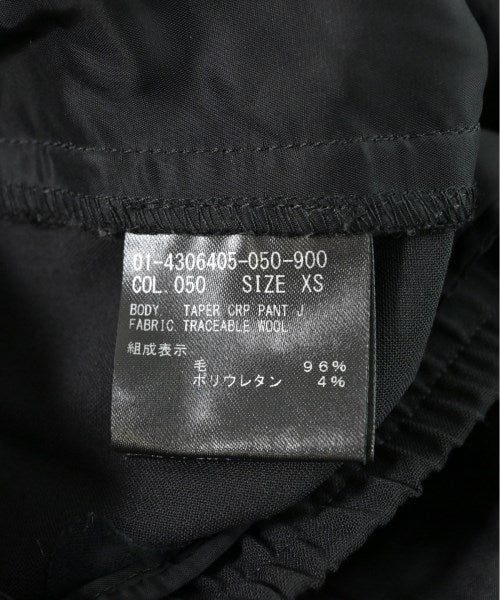 01-4306405-050-900
COL. 050 SIZE XS
BODY TAPER CRP PANT J
FABRIC TRACEABLE WOOL
組成表示
毛 96%
ポリウレタン 4%